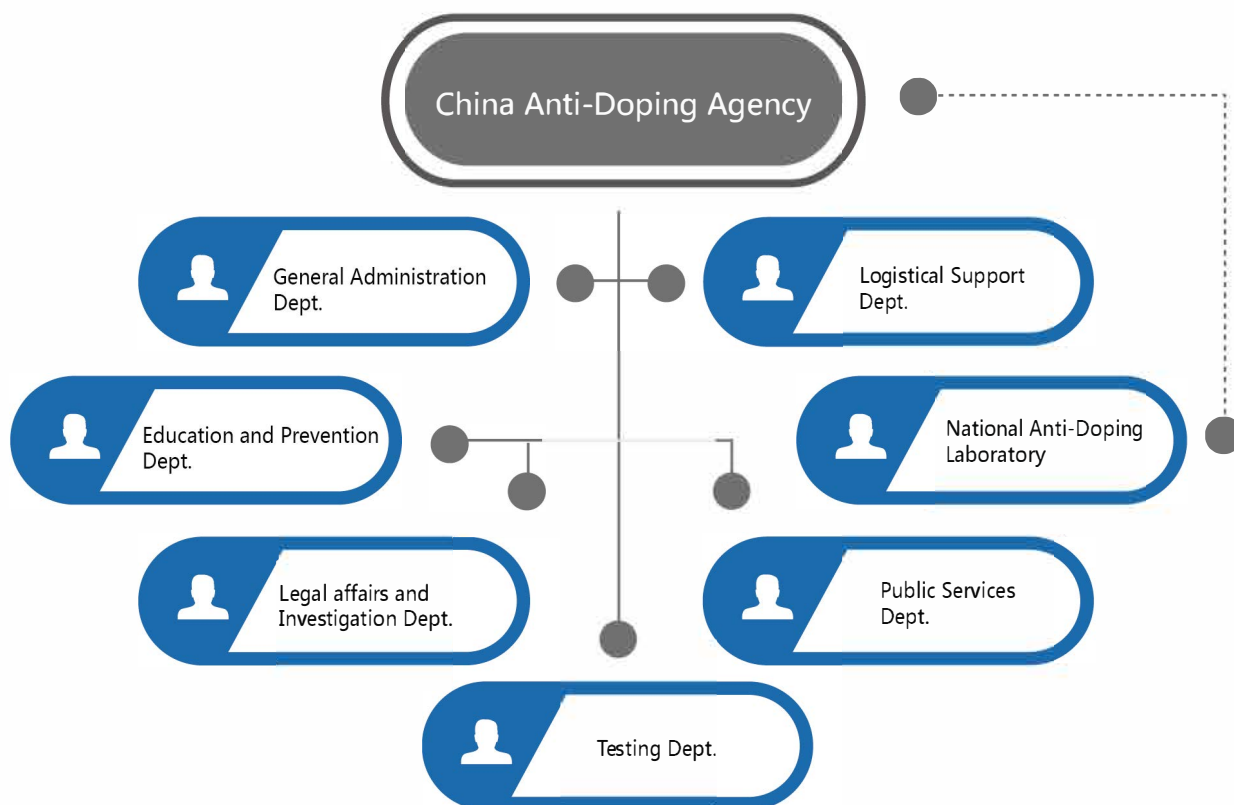 China Anti-Doping Agency
General Administration
Dept.
Logistical Support
Dept.
Education and Prevention
Dept.
National Anti-Doping
Laboratory
Legal affairs and
Investigation Dept.
Public Services
Dept.
Testing Dept.